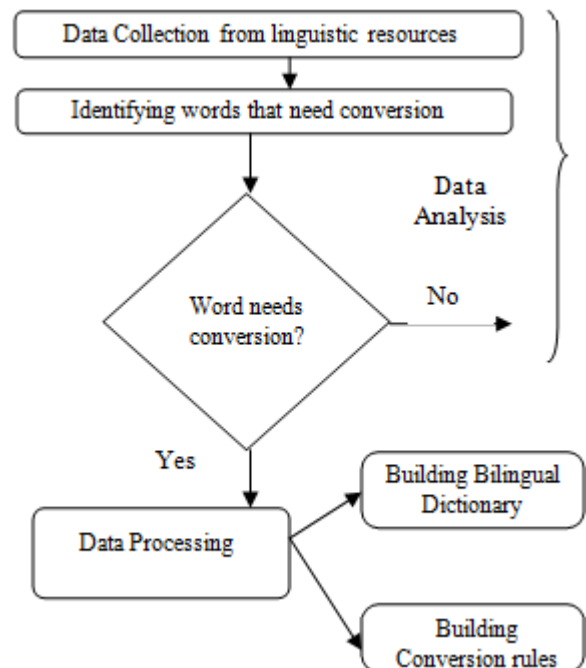 Data Collection from linguistic resources
Identifying words that need conversion
Data
Analysis
No
Word needs
conversion?
Yes
Building Bilingual
Dictionary
Data Processing
Building
Conversion rules